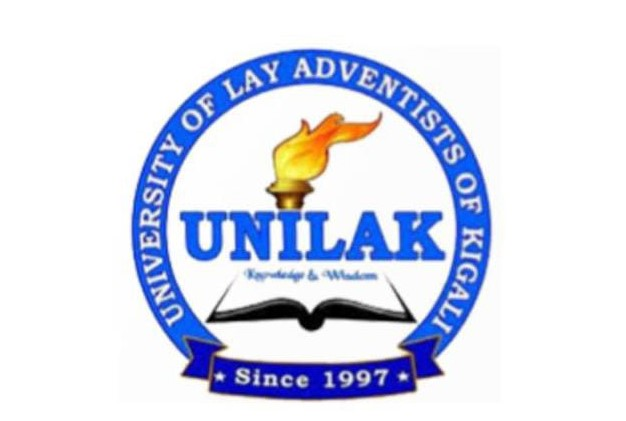 UNIVERSITY OF LAY ADVENTISTS OF KIGALI
UNILAK
Knowledge & Wisdom
Since 1997